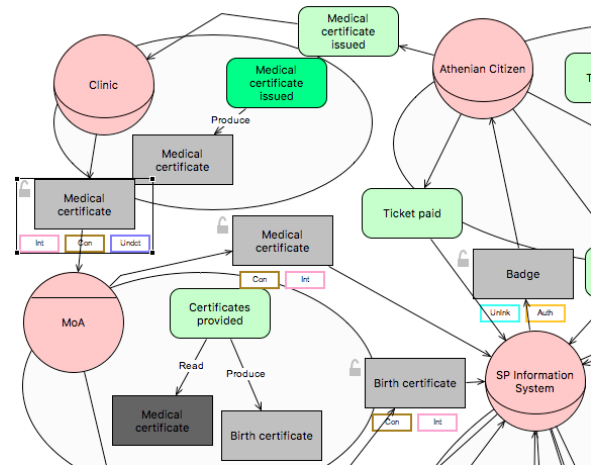 Medical
certificate
issued
Clinic
Athenian Citizen
T
Medical
certificate
issued
Produce
Medical
certificate
Medical
certificate
Int
Con
Undct
Ticket paid
Medical
certificate
Con
Int
Badge
Unlnk
Auth
MoA
Certificates
provided
Read
Produce
Birth certificate
Con
Int
SP Information
System
Medical
certificate
Birth certificate